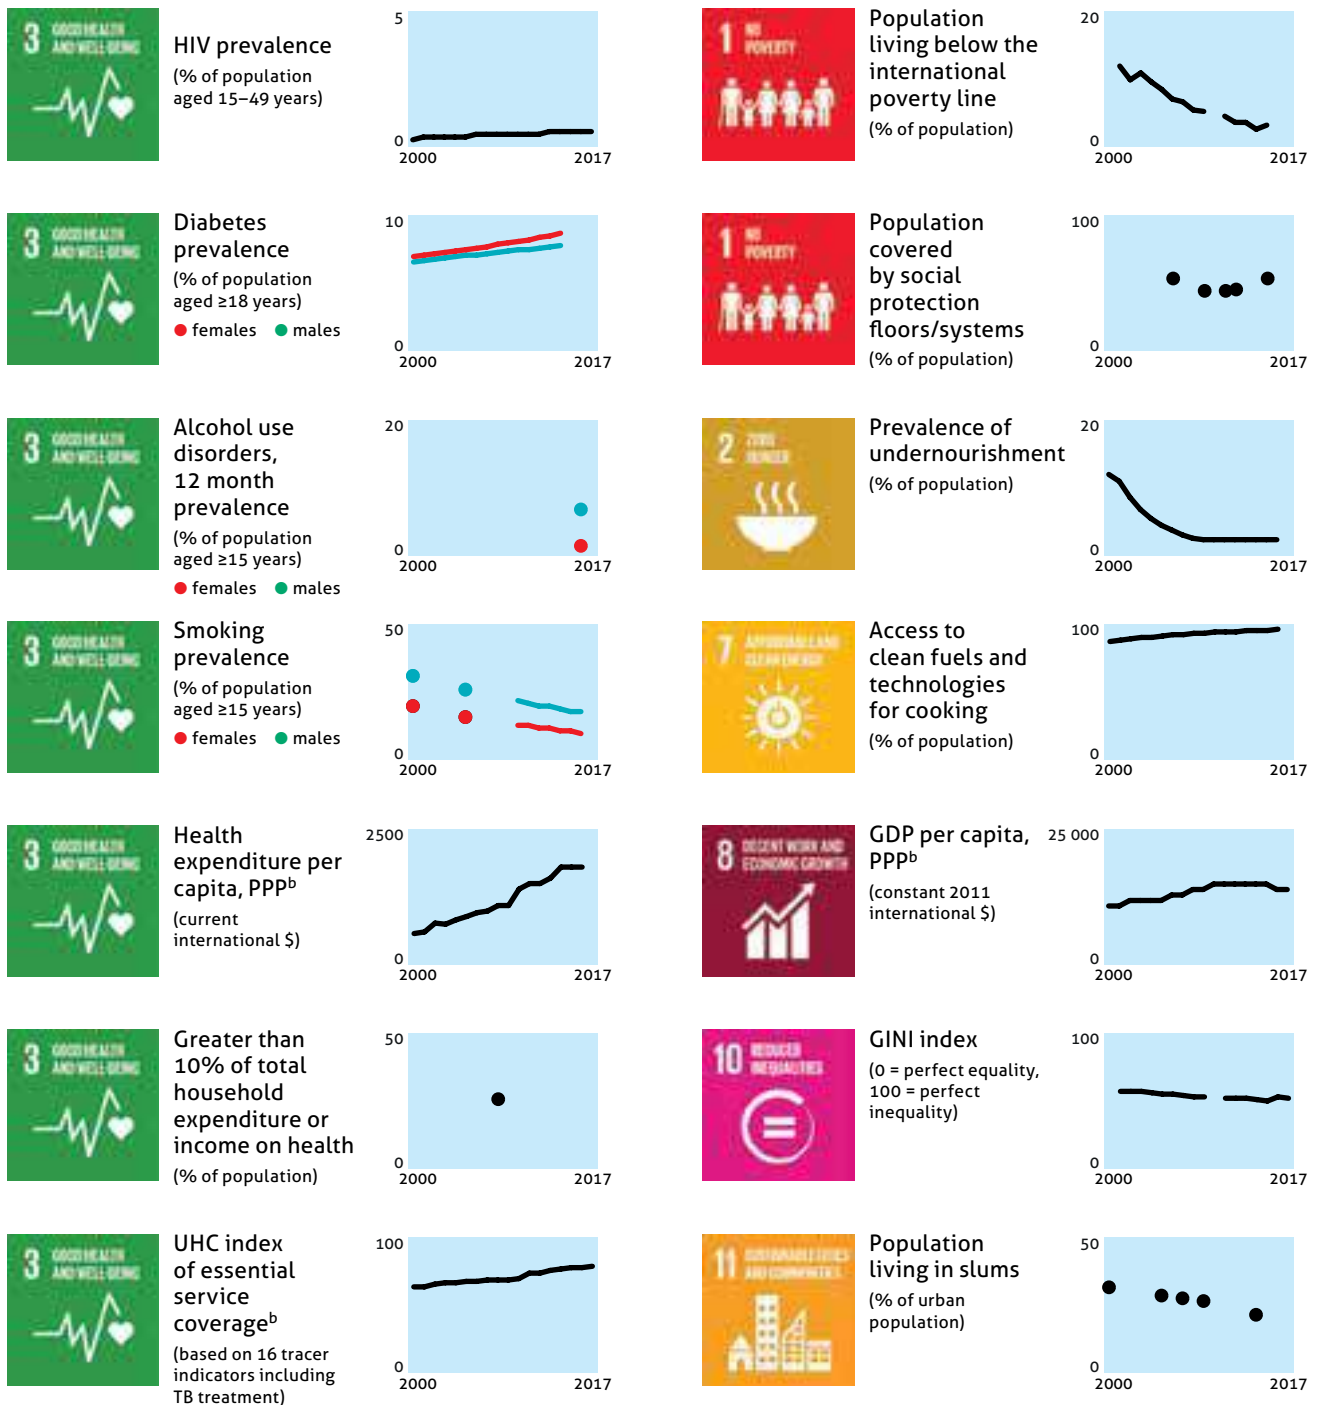 3 GOOD HEALTH
AND WELL-BEING
HIV prevalence
(% of population
aged 15–49 years)
5
0
2000 2017
3 GOOD HEALTH
AND WELL-BEING
Diabetes
prevalence
(% of population
aged ≥18 years)
females males
10
0
2000 2017
3 GOOD HEALTH
AND WELL-BEING
Alcohol use
disorders,
12 month
prevalence
(% of population
aged ≥15 years)
females males
20
0
2000 2017
3 GOOD HEALTH
AND WELL-BEING
Smoking
prevalence
(% of population
aged ≥15 years)
females males
50
0
2000 2017
3 GOOD HEALTH
AND WELL-BEING
Health
expenditure per
capita, PPPᵇ
(current
international $)
2500
0
2000 2017
3 GOOD HEALTH
AND WELL-BEING
Greater than
10% of total
household
expenditure or
income on health
(% of population)
50
0
2000 2017
3 GOOD HEALTH
AND WELL-BEING
UHC index
of essential
service
coverageᵇ
(based on 16 tracer
indicators including
TB treatment)
100
0
2000 2017
1 NO
POVERTY
Population
living below the
international
poverty line
(% of population)
20
0
2000 2017
1 NO
POVERTY
Population
covered
by social
protection
floors/systems
(% of population)
100
0
2000 2017
2 ZERO
HUNGER
Prevalence of
undernourishment
(% of population)
20
0
2000 2017
7 AFFORDABLE AND
CLEAN ENERGY
Access to
clean fuels and
technologies
for cooking
(% of population)
100
0
2000 2017
8 DECENT WORK AND
ECONOMIC GROWTH
GDP per capita,
PPPᵇ
(constant 2011
international $)
25 000
0
2000 2017
10 REDUCED
INEQUALITIES
GINI index
(0 = perfect equality,
100 = perfect
inequality)
100
0
2000 2017
11 SUSTAINABLE CITIES
AND COMMUNITIES
Population
living in slums
(% of urban
population)
50
0
2000 2017